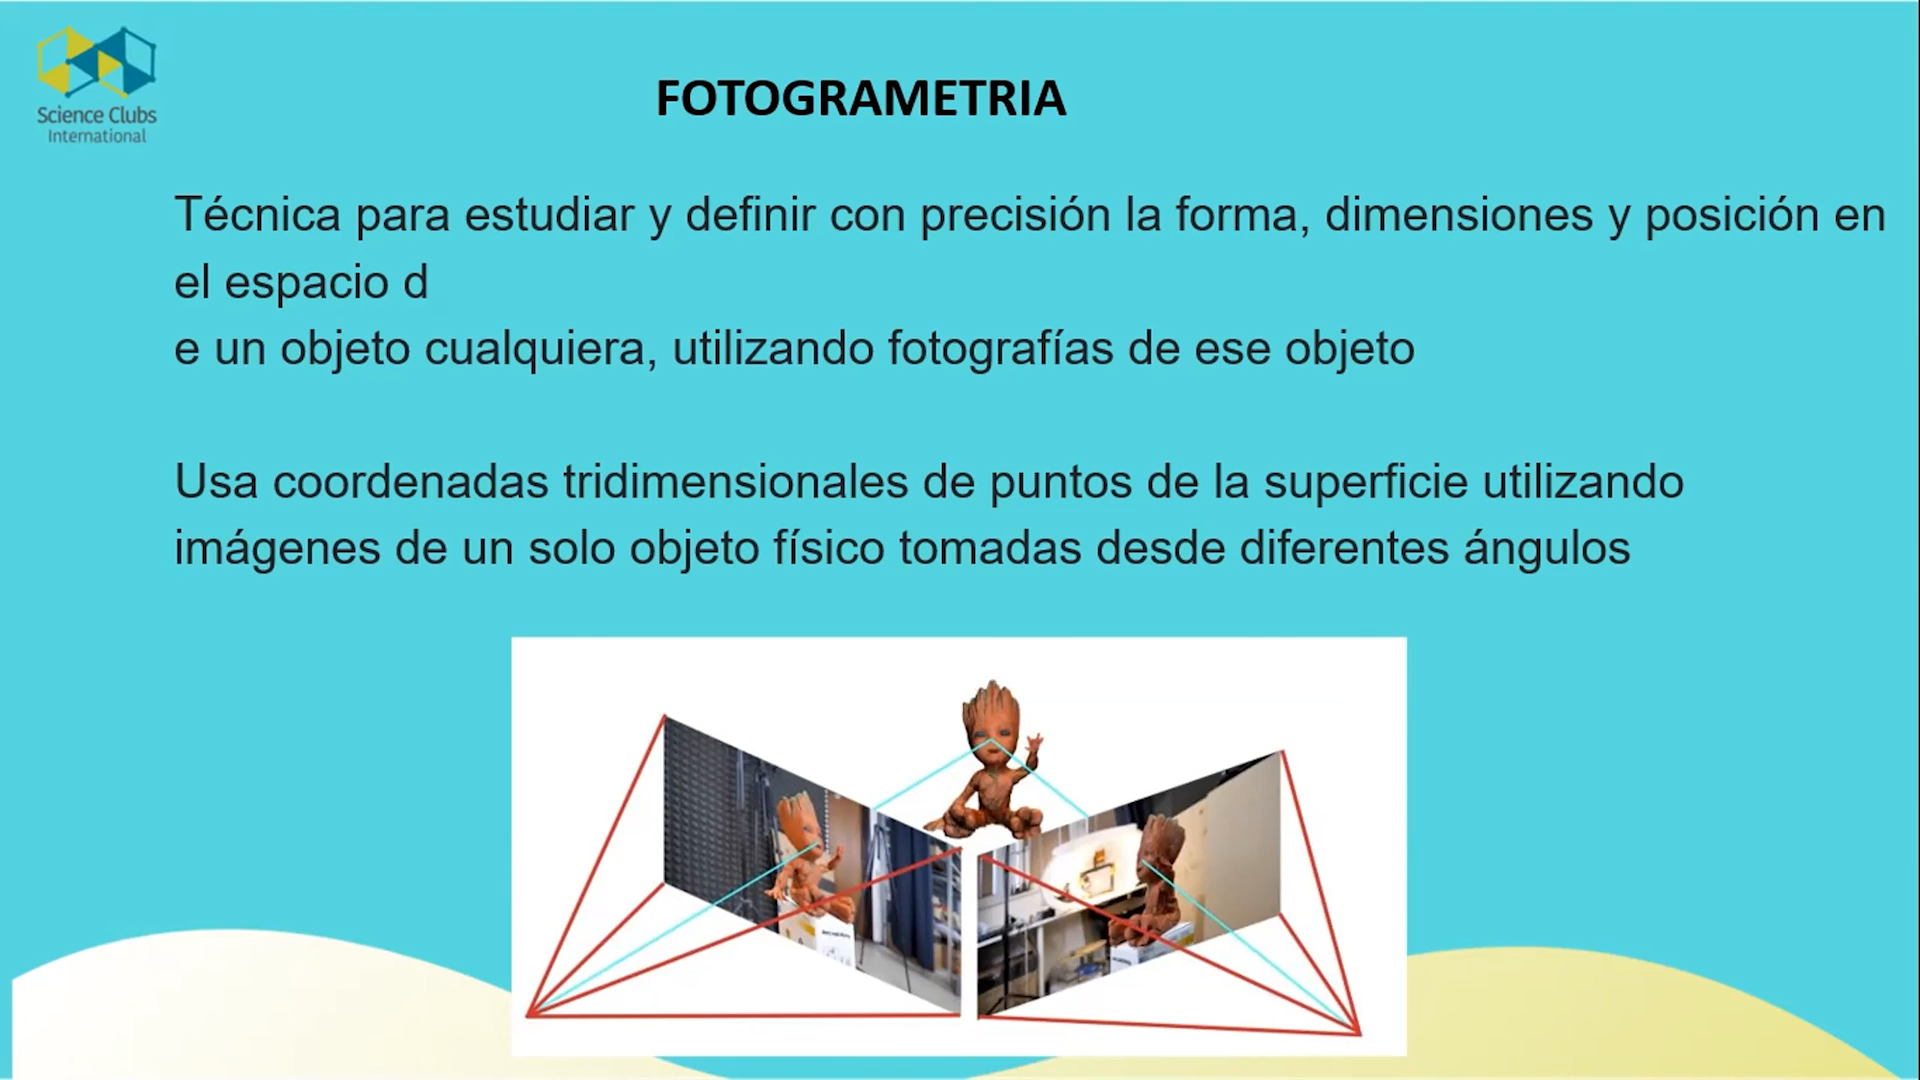 Science Clubs
International
FOTOGRAMETRIA
Técnica para estudiar y definir con precisión la forma, dimensiones y posición en
el espacio d
e un objeto cualquiera, utilizando fotografías de ese objeto
Usa coordenadas tridimensionales de puntos de la superficie utilizando
imágenes de un solo objeto físico tomadas desde diferentes ángulos